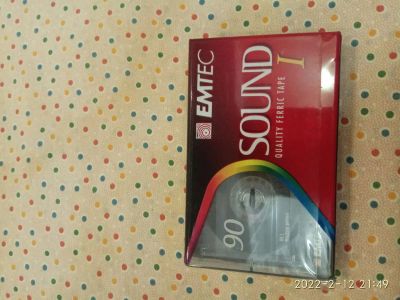 EMTEC
SOUND I
QUALITY FERRIC TAPE
90
2022-2-12 21:49